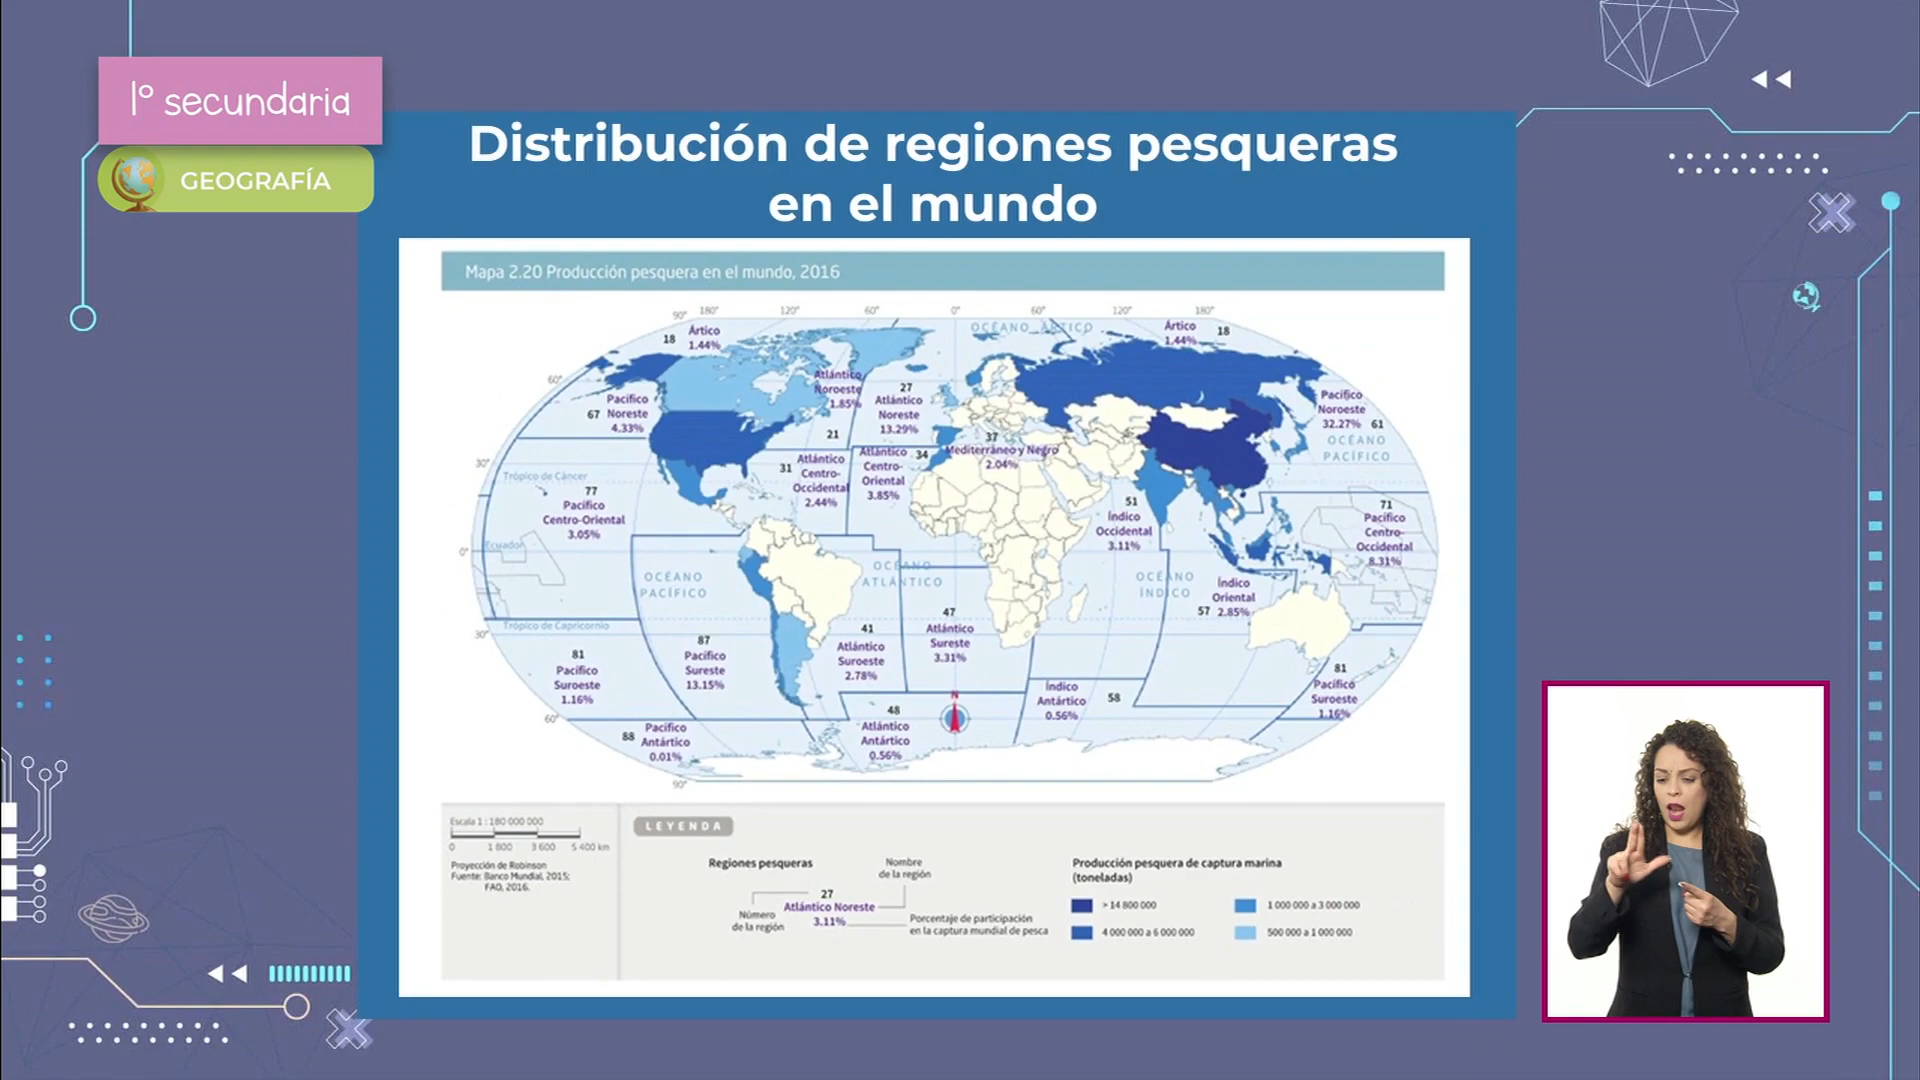 1° secundaria
GEOGRAFÍA
Distribución de regiones pesqueras
en el mundo
Mapa 2.20 Producción pesquera en el mundo, 2016
90° 180° 120° 60° 0° 60° 120° 180°
OCÉANO ÁRTICO
18
Ártico
1.44%
Ártico
1.44%
18
60°
67
Pacífico
Noreste
4.33%
Atlántico
Noroeste
1.85%
21
27
Atlántico
Noreste
13.29%
37
Mediterráneo y Negro
2.04%
Pacífico
Noroeste
32.27%
61
OCÉANO
PACÍFICO
30°
Trópico de Cáncer
77
Pacífico
Centro-Oriental
3.05%
31
Atlántico
Centro-
Occidental
2.44%
Atlántico
Centro-
Oriental
3.85%
34
51
Índico
Occidental
3.11%
71
Pacífico
Centro-
Occidental
8.31%
0°
Ecuador
OCÉANO
PACÍFICO
OCÉANO
ATLÁNTICO
OCÉANO
ÍNDICO
Índico
Oriental
57 2.85%
Trópico de Capricornio
30°
81
Pacífico
Suroeste
1.16%
87
Pacífico
Sureste
13.15%
41
Atlántico
Suroeste
2.78%
47
Atlántico
Sureste
3.31%
81
Pacífico
Suroeste
1.16%
60°
88
Pacífico
Antártico
0.01%
48
Atlántico
Antártico
0.56%
N
Índico
Antártico
0.56%
58
90°
Escala 1 : 180 000 000
0 1 800 3 600 5 400 km
Proyección de Robinson
Fuente: Banco Mundial, 2015;
FAO, 2016.
LEYENDA
Regiones pesqueras
Nombre
de la región
27
Atlántico Noreste
3.11%
Número
de la región
Porcentaje de participación
en la captura mundial de pesca
Producción pesquera de captura marina
(toneladas)
> 14 800 000
1 000 000 a 3 000 000
4 000 000 a 6 000 000
500 000 a 1 000 000